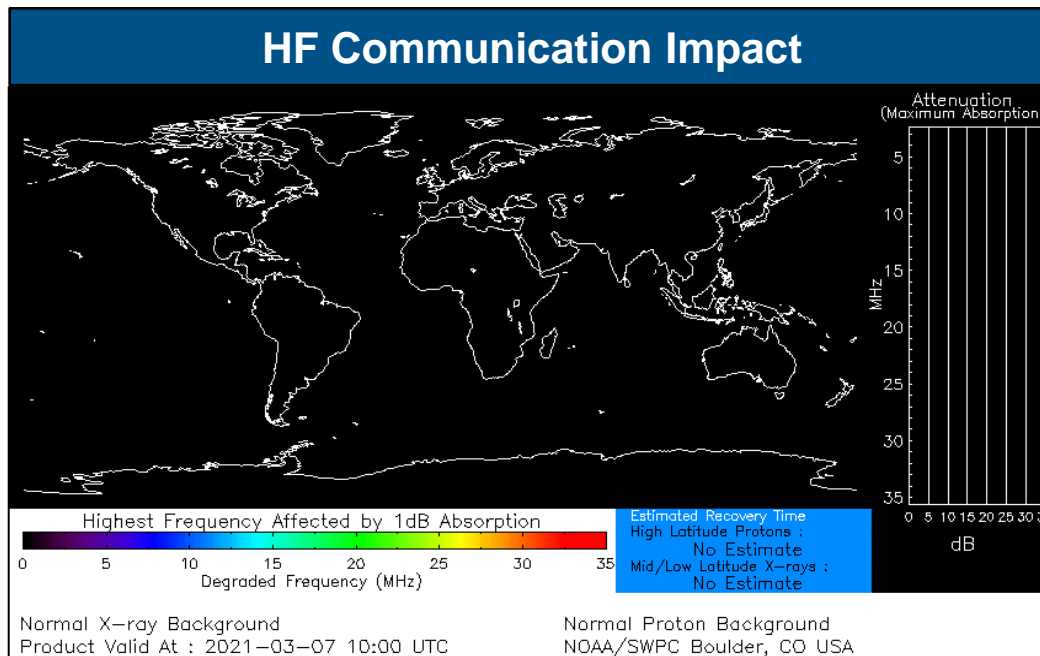 HF Communication Impact
Attenuation
(Maximum Absorption
5
10
15
20
25
30
35
MHz
0 5 10 15 20 25 30
dB
Highest Frequency Affected by 1dB Absorption
0 5 10 15 20 25 30 35
Degraded Frequency (MHz)
Estimated Recovery Time
High Latitude Protons :
No Estimate
Mid/Low Latitude X-rays :
No Estimate
Normal X-ray Background
Product Valid At : 2021-03-07 10:00 UTC
Normal Proton Background
NOAA/SWPC Boulder, CO USA